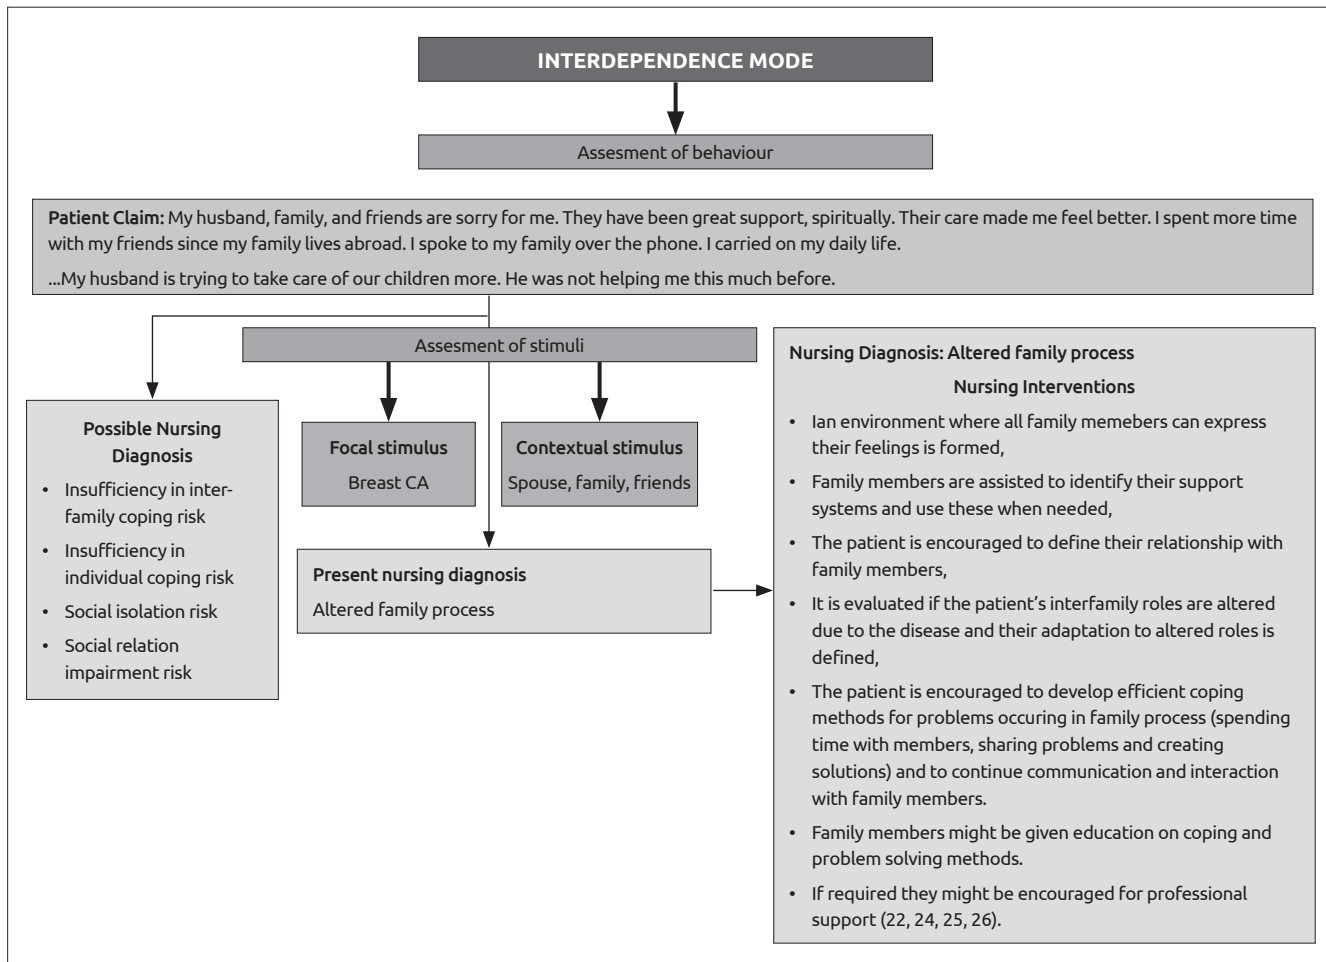 INTERDEPENDENCE MODE
Assesment of behaviour
Patient Claim: My husband, family, and friends are sorry for me. They have been great support, spiritually. Their care made me feel better. I spent more time
with my friends since my family lives abroad. I spoke to my family over the phone. I carried on my daily life.
...My husband is trying to take care of our children more. He was not helping me this much before.
Assesment of stimuli
Possible Nursing
Diagnosis
• Insufficiency in inter-
family coping risk
• Insufficiency in
individual coping risk
• Social isolation risk
• Social relation
impairment risk
Focal stimulus
Breast CA
Contextual stimulus
Spouse, family, friends
Present nursing diagnosis
Altered family process
Nursing Diagnosis: Altered family process
Nursing Interventions
• Ian environment where all family memebers can express
their feelings is formed,
• Family members are assisted to identify their support
systems and use these when needed,
• The patient is encouraged to define their relationship with
family members,
• It is evaluated if the patient's interfamily roles are altered
due to the disease and their adaptation to altered roles is
defined,
• The patient is encouraged to develop efficient coping
methods for problems occuring in family process (spending
time with members, sharing problems and creating
solutions) and to continue communication and interaction
with family members.
• Family members might be given education on coping and
problem solving methods.
• If required they might be encouraged for professional
support (22, 24, 25, 26).